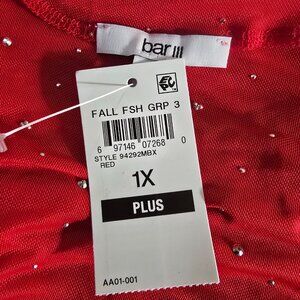 bar III
FALL FSH GRP 3
6 97146 07268 0
STYLE 94292MBX
RED
1X
PLUS
AA01-001